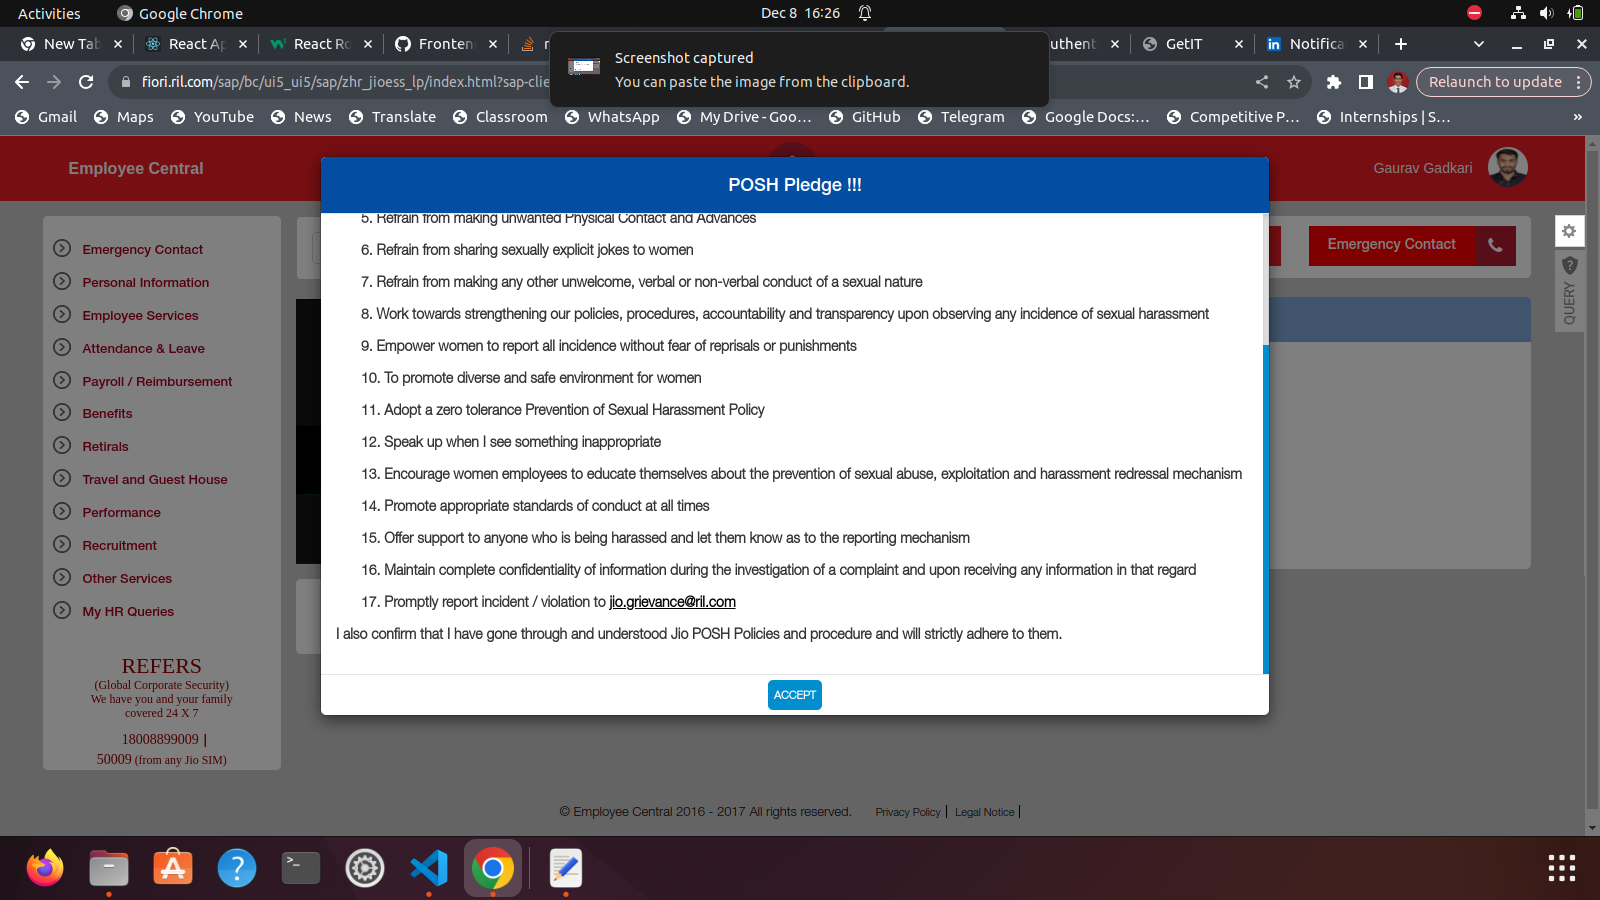 Activities
Google Chrome
Dec 8 16:26
New Tab
React Ap
React Ro
Fronten
uthent
GetIT
Notifica
Screenshot captured
You can paste the image from the clipboard.
fiori.ril.com/sap/bc/ui5_ui5/sap/zhr_jioess_lp/index.html?sap-clie
Relaunch to update
Gmail
Maps
YouTube
News
Translate
Classroom
WhatsApp
My Drive - Goo…
GitHub
Telegram
Google Docs:…
Competitive P…
Internships | S…
»
Employee Central
Gaurav Gadkari
POSH Pledge !!!
Emergency Contact
Personal Information
Employee Services
Attendance & Leave
Payroll / Reimbursement
Benefits
Retirals
Travel and Guest House
Performance
Recruitment
Other Services
My HR Queries
REFERS
(Global Corporate Security)
We have you and your family
covered 24 X 7
18008899009 |
50009 (from any Jio SIM)
5. Refrain from making unwanted Physical Contact and Advances
6. Refrain from sharing sexually explicit jokes to women
7. Refrain from making any other unwelcome, verbal or non-verbal conduct of a sexual nature
8. Work towards strengthening our policies, procedures, accountability and transparency upon observing any incidence of sexual harassment
9. Empower women to report all incidence without fear of reprisals or punishments
10. To promote diverse and safe environment for women
11. Adopt a zero tolerance Prevention of Sexual Harassment Policy
12. Speak up when I see something inappropriate
13. Encourage women employees to educate themselves about the prevention of sexual abuse, exploitation and harassment redressal mechanism
14. Promote appropriate standards of conduct at all times
15. Offer support to anyone who is being harassed and let them know as to the reporting mechanism
16. Maintain complete confidentiality of information during the investigation of a complaint and upon receiving any information in that regard
17. Promptly report incident / violation to jio.grievance@ril.com
I also confirm that I have gone through and understood Jio POSH Policies and procedure and will strictly adhere to them.
ACCEPT
Emergency Contact
QUERY
© Employee Central 2016 - 2017 All rights reserved.
Privacy Policy |
Legal Notice |